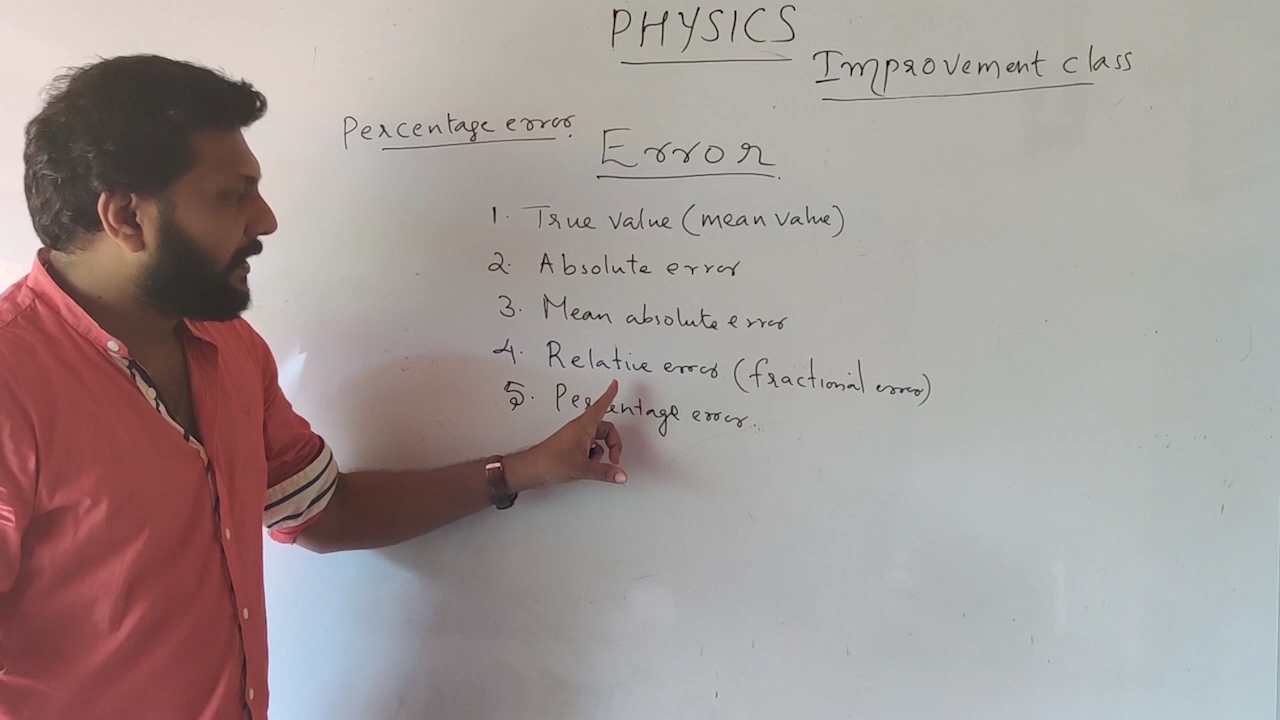 PHYSICS
Improvement class
Percentage error.
Error
1. True value (mean value)
2. Absolute error
3. Mean absolute error
4. Relative error (fractional error)
5. Percentage error.